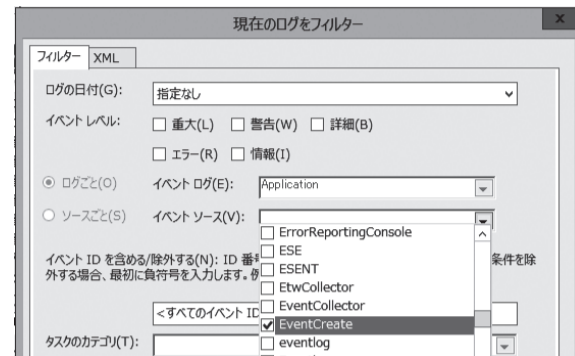 現在のログをフィルター
x
フィルター XML
ログの日付(G): 指定なし
イベント レベル: 重大(L) 警告(W) 詳細(B)
エラー(R) 情報(I)
ログごと(O) イベント ログ(E): Application
ソースごと(S) イベント ソース(V):
ErrorReportingConsole
ESE
イベント ID を含める/除外する(N): ID 番 条件を除
ESENT
外する場合、最初に負符号を入力します。例
EtwCollector
EventCollector
<すべてのイベント ID
EventCreate
タスクのカテゴリ(T): eventlog